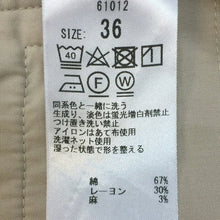 61012
SIZE: 36
40
P W
同系色と一緒に洗う
生成り、淡色は蛍光増白剤禁止
つけ置き洗い禁止
アイロンはあて布使用
洗濯ネット使用
湿った状態で形を整える
綿 67%
レーヨン 30%
麻 3%